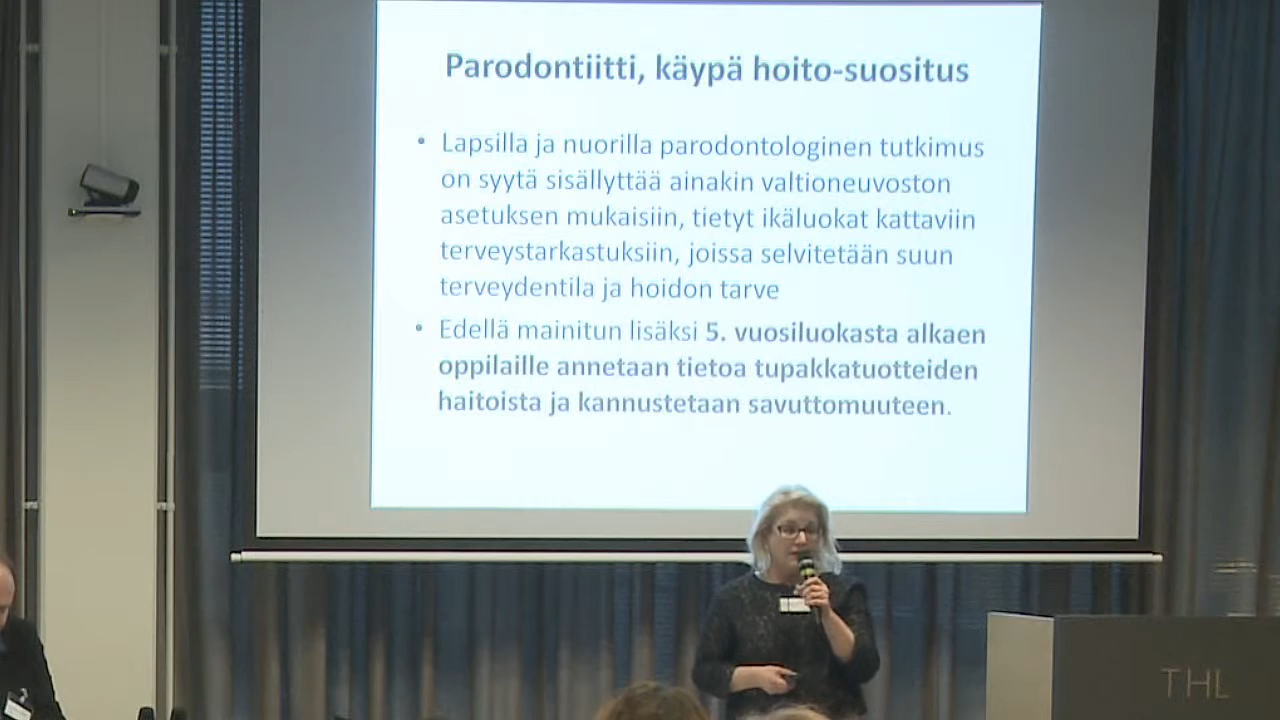 Parodontiitti, käypä hoito-suositus
• Lapsilla ja nuorilla parodontologinen tutkimus
on syytä sisällyttää ainakin valtioneuvoston
asetuksen mukaisiin, tietyt ikäluokat kattaviin
terveystarkastuksiin, joissa selvitetään suun
terveydentila ja hoidon tarve
• Edellä mainitun lisäksi 5. vuosiluokasta alkaen
oppilaille annetaan tietoa tupakkatuotteiden
haitoista ja kannustetaan savuttomuuteen.
THL